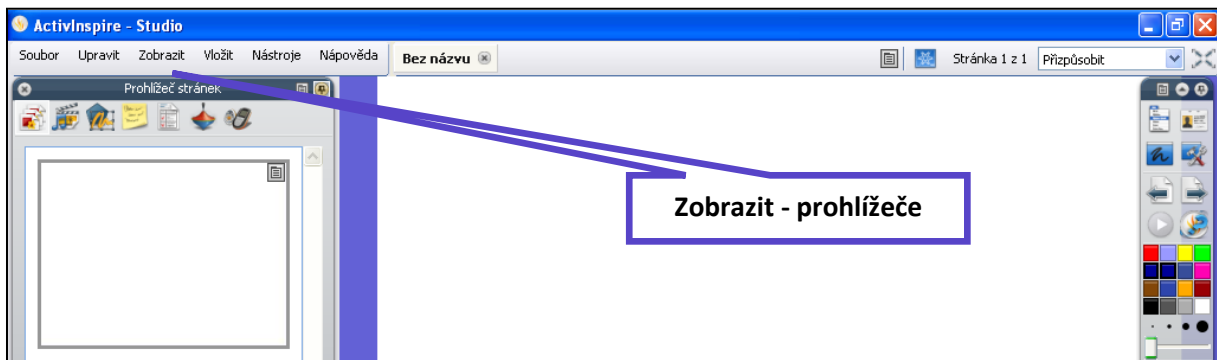 ActivInspire - Studio
Soubor Upravit Zobrazit Vložit Nástroje Nápověda Bez názvu Stránka 1 z 1 Přizpůsobit
Prohlížeč stránek
Zobrazit - prohlížeče